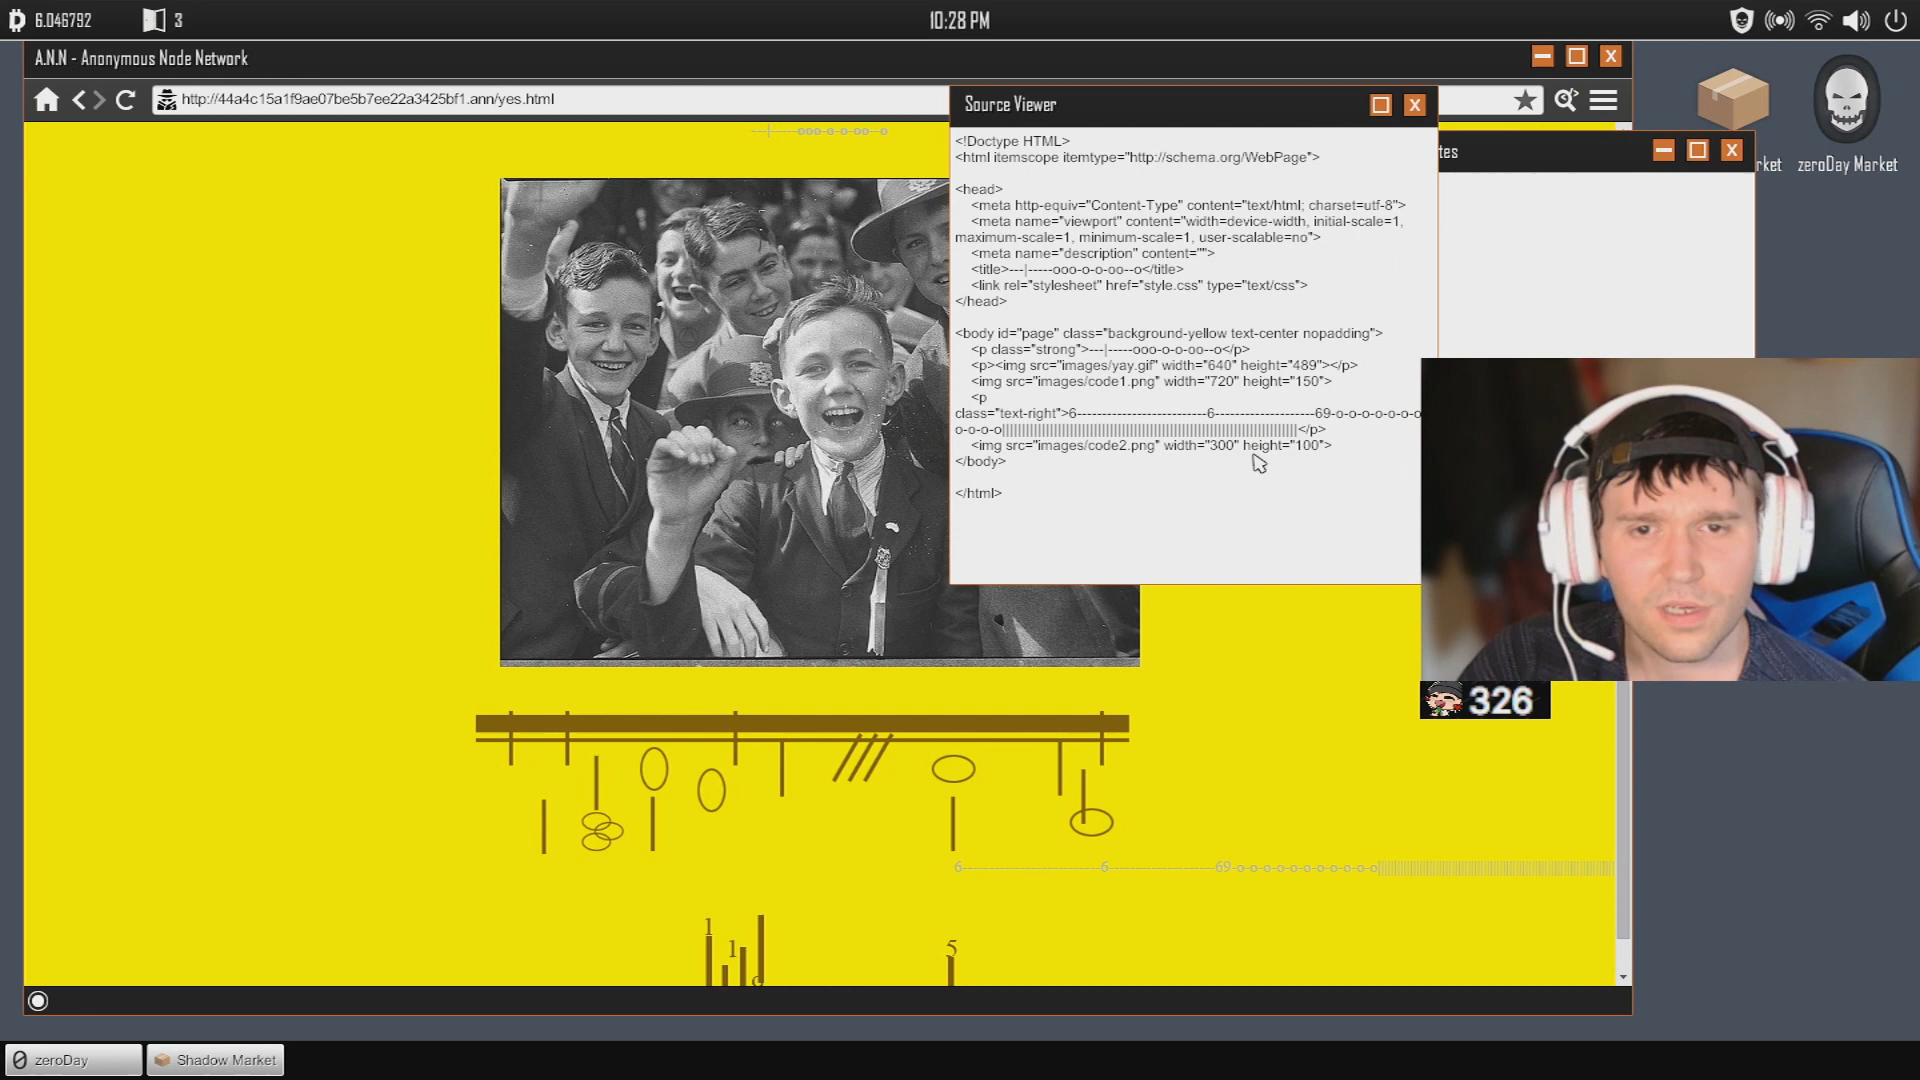 6.046792
3
10:28 PM
A.N.N - Anonymous Node Network
http://44a4c15a1f9ae07be5b7ee22a3425bf1.ann/yes.html
---|-----ooo-o-o-oo--o
Source Viewer
<!Doctype HTML>
<html itemscope itemtype="http://schema.org/WebPage">
<head>
<meta http-equiv="Content-Type" content="text/html; charset=utf-8">
<meta name="viewport" content="width=device-width, initial-scale=1,
maximum-scale=1, minimum-scale=1, user-scalable=no">
<meta name="description" content="">
<title>---|-----ooo-o-o-oo--o</title>
<link rel="stylesheet" href="style.css" type="text/css">
</head>
<body id="page" class="background-yellow text-center nopadding">
<p class="strong">---|-----ooo-o-o-oo--o</p>
<p><img src="images/yay.gif" width="640" height="489"></p>
<img src="images/code1.png" width="720" height="150">
<p
class="text-right">6--------------------------6--------------------69-o-o-o-o-o-o-o
o-o-o-o||||||||||||||||||||||||||||||||||||||||||||||||||||||||||||||||||||||</p>
<img src="images/code2.png" width="300" height="100">
</body>
</html>
tes
rket
zeroDay Market
326
6--------------------------6--------------------69-o-o-o-o-o-o-o-o-o-o-o||||||||||||||||||||||||||||||||||||||||||||||||||||||||||||||||||||||
1
1
5
zeroDay
Shadow Market